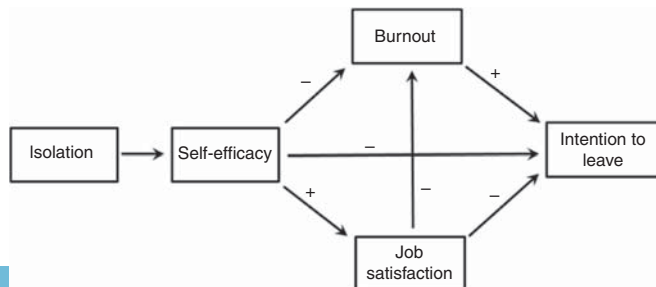 Burnout
–
+
Isolation
Self-efficacy
–
Intention to
leave
+
–
–
Job
satisfaction